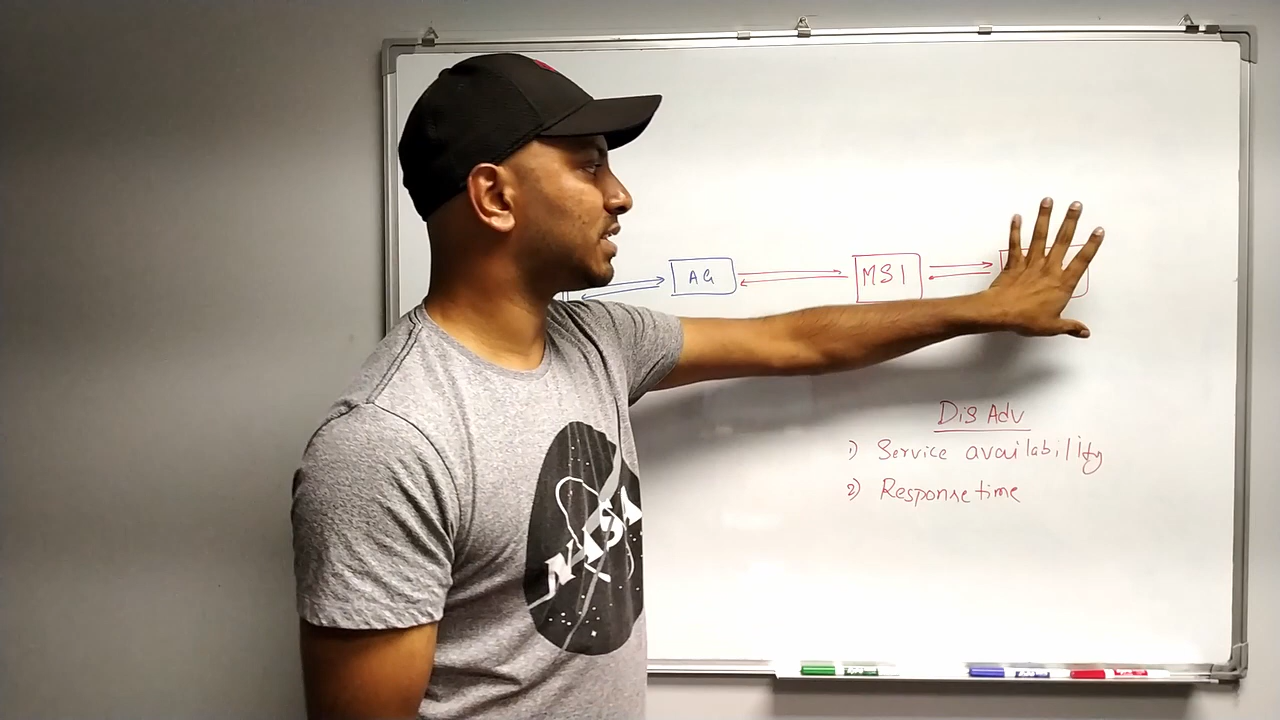 AG
MS1
Dis Adv
1) Service availability
2) Response time
NASA